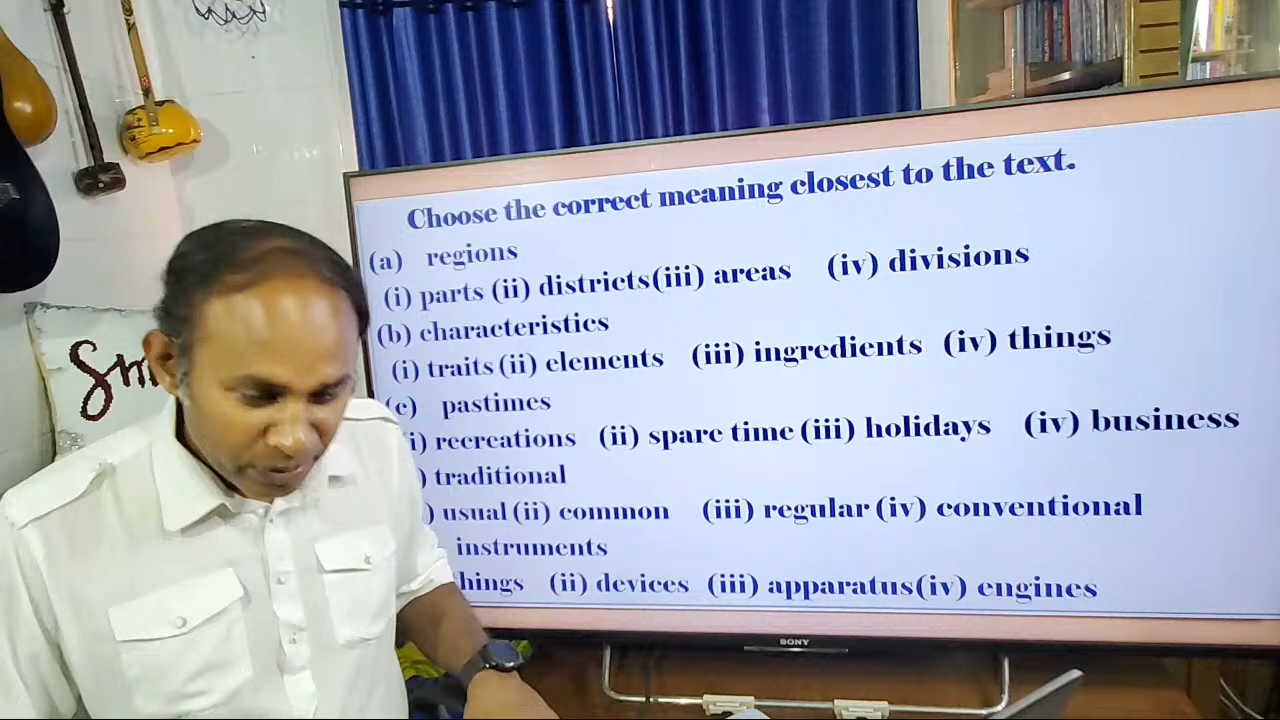 Choose the correct meaning closest to the text.
(a) regions
(i) parts (ii) districts (iii) areas (iv) divisions
(b) characteristics
(i) traits (ii) elements (iii) ingredients (iv) things
(c) pastimes
i) recreations (ii) spare time (iii) holidays (iv) business
) traditional
) usual (ii) common (iii) regular (iv) conventional
instruments
hings (ii) devices (iii) apparatus (iv) engines
SONY
Sm